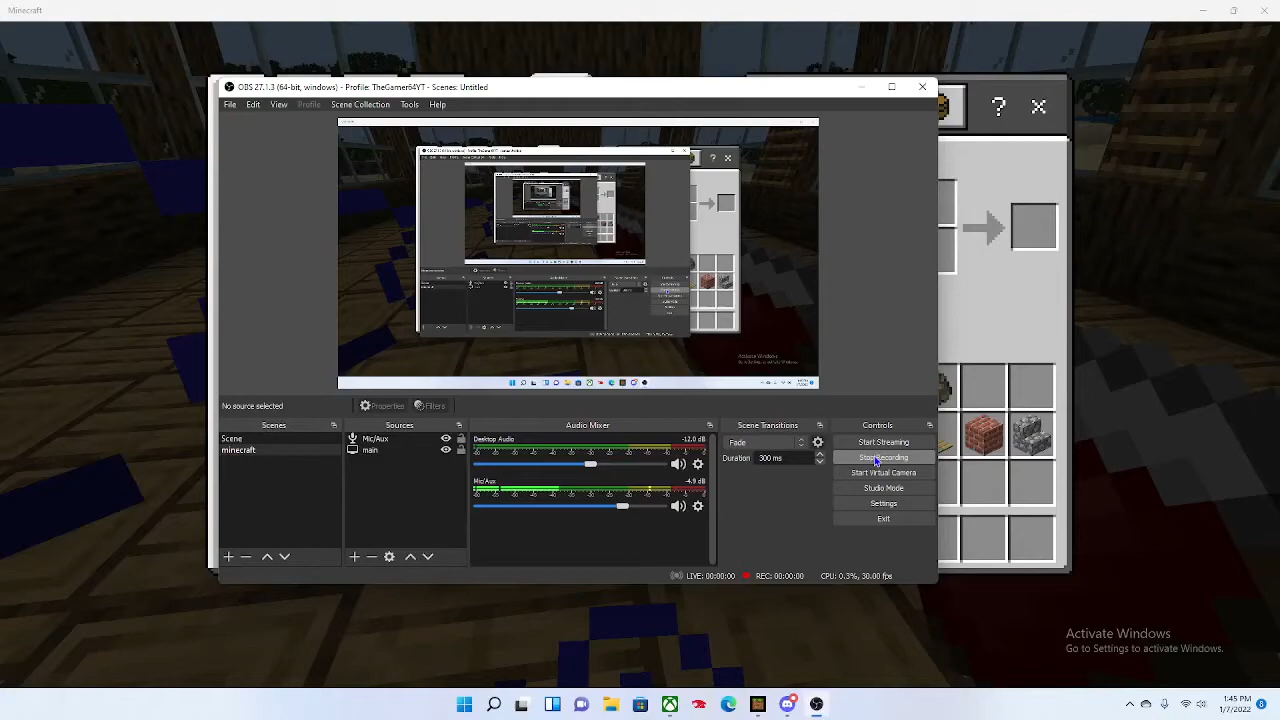 Minecraft
OBS 27.1.3 (64-bit, windows) - Profile: TheGamer64YT - Scenes: Untitled
File Edit View Profile Scene Collection Tools Help
? X
No source selected
Properties Filters
Scenes
Scene
minecraft
Sources
Mic/Aux
main
Audio Mixer
Desktop Audio -12.0 dB
Mic/Aux -4.9 dB
Scene Transitions
Fade
Duration 300 ms
Controls
Start Streaming
Stop Recording
Start Virtual Camera
Studio Mode
Settings
Exit
LIVE: 00:00:00 REC: 00:00:00 CPU: 0.3%, 30.00 fps
Activate Windows
Go to Settings to activate Windows.
1:45 PM
1/7/2022